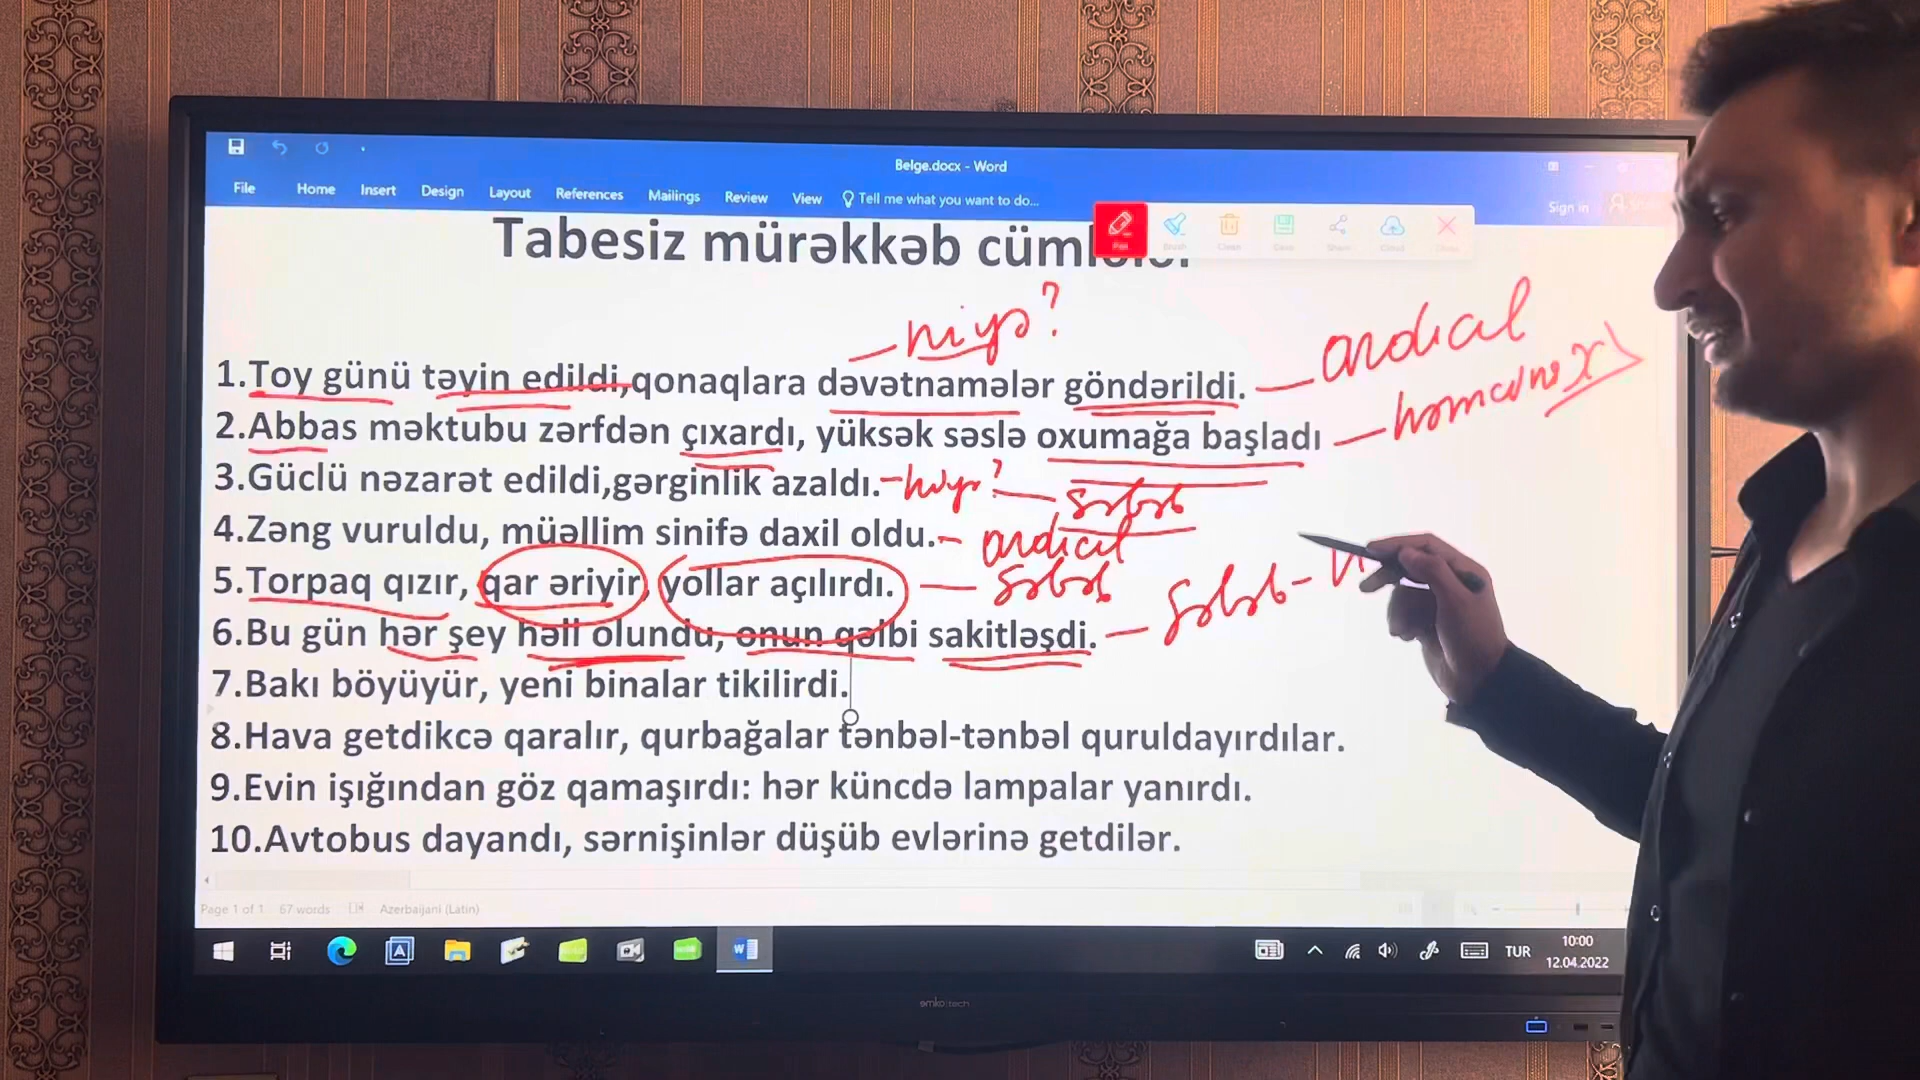 Belge.docx - Word
File Home Insert Design Layout References Mailings Review View Tell me what you want to do...
Sign in
Tabesiz mürəkkəb
niyə?
1.Toy günü təyin edildi,qonaqlara dəvətnamələr göndərildi. — ardıcıl
2.Abbas məktubu zərfdən çıxardı, yüksək səslə oxumağa başladı
3.Güclü nəzarət edildi,gərginlik azaldı.- niyə? — səbəb
4.Zəng vuruldu, müəllim sinifə daxil oldu.- ardıcıl
5.Torpaq qızır, qar əriyir, yollar açılırdı. — səbəb
6.Bu gün hər şey həll olundu, onun qəlbi sakitləşdi. — səbəb-
7.Bakı böyüyür, yeni binalar tikilirdi.
8.Hava getdikcə qaralır, qurbağalar tənbəl-tənbəl quruldayırdılar.
9.Evin işığından göz qamaşırdı: hər küncdə lampalar yanırdı.
10.Avtobus dayandı, sərnişinlər düşüb evlərinə getdilər.
Page 1 of 1 67 words Azerbaijani (Latin)
TUR
10:00
12.04.2022